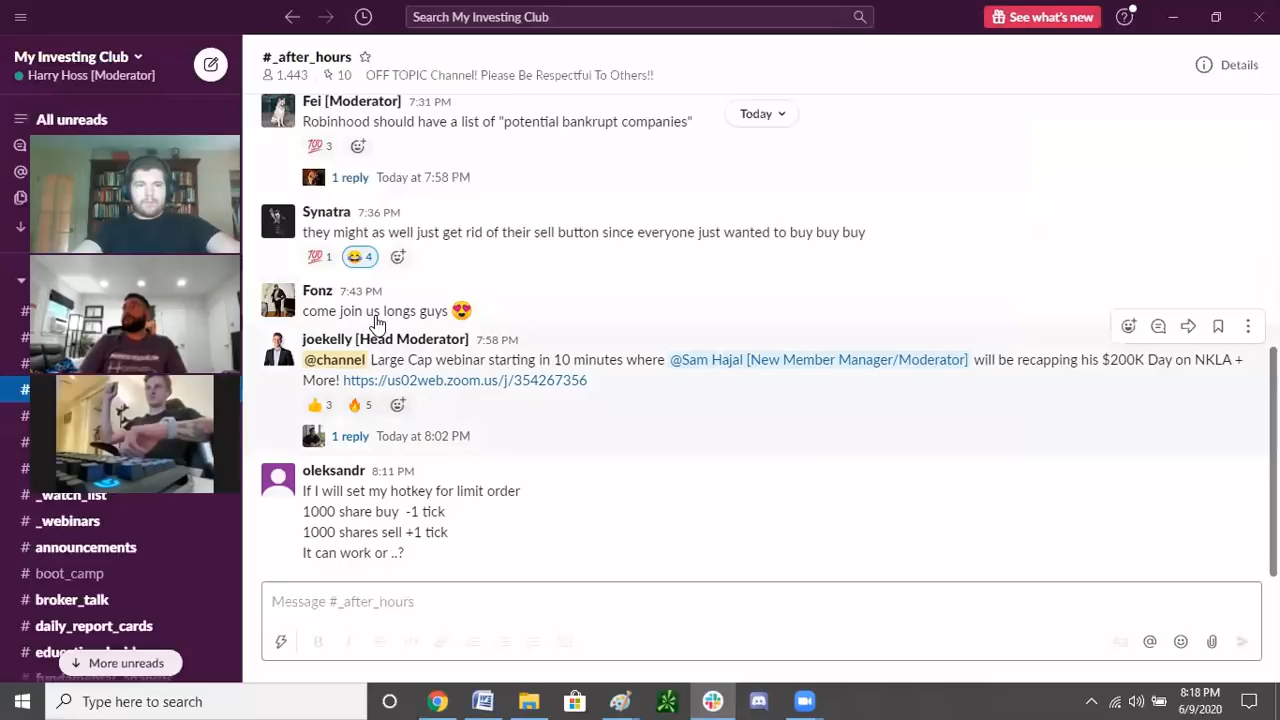 Search My Investing Club
See what's new
My Investing Club
Harry Hoss [Moderator]
All unreads
_watch_list
# _webinars
# announcements
# boot_camp
# broker_talk
# daily_report_cards
More unreads
#_after_hours
1,443
10
OFF TOPIC Channel! Please Be Respectful To Others!!
Details
Today
Fei [Moderator] 7:31 PM
Robinhood should have a list of "potential bankrupt companies"
💯 3
1 reply Today at 7:58 PM
Synatra 7:36 PM
they might as well just get rid of their sell button since everyone just wanted to buy buy buy
💯 1 😂 4
Fonz 7:43 PM
come join us longs guys 😍
joekelly [Head Moderator] 7:58 PM
@channel Large Cap webinar starting in 10 minutes where @Sam Hajal [New Member Manager/Moderator] will be recapping his $200K Day on NKLA +
More! https://us02web.zoom.us/j/354267356
👍 3 🔥 5
1 reply Today at 8:02 PM
oleksandr 8:11 PM
If I will set my hotkey for limit order
1000 share buy -1 tick
1000 shares sell +1 tick
It can work or ..?
Message #_after_hours
Type here to search
8:18 PM
6/9/2020